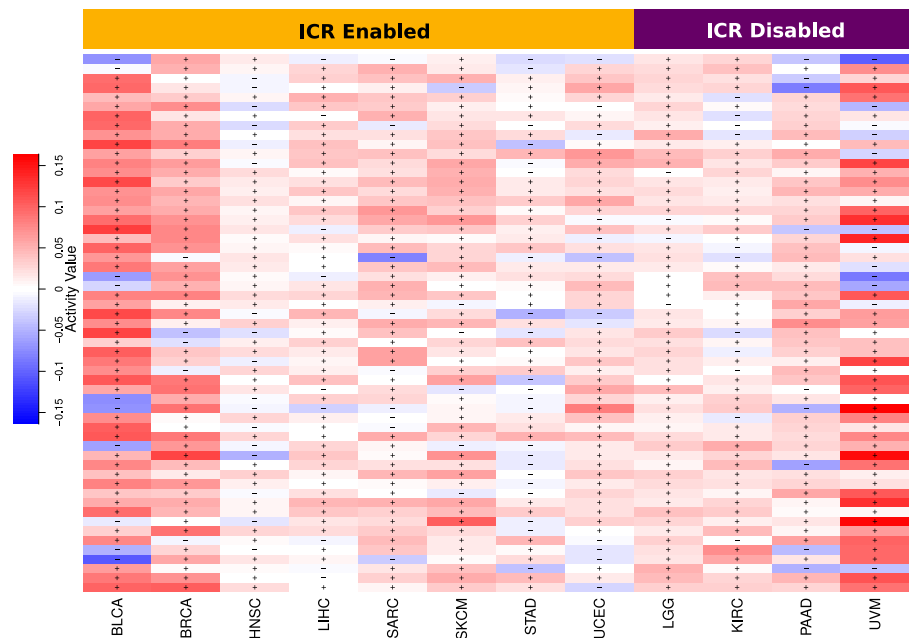 ICR Enabled
ICR Disabled
Activity Value
0.15
0.1
0.05
0
−0.05
−0.1
−0.15
BLCA
BRCA
HNSC
LIHC
SARC
SKCM
STAD
UCEC
LGG
KIRC
PAAD
UVM